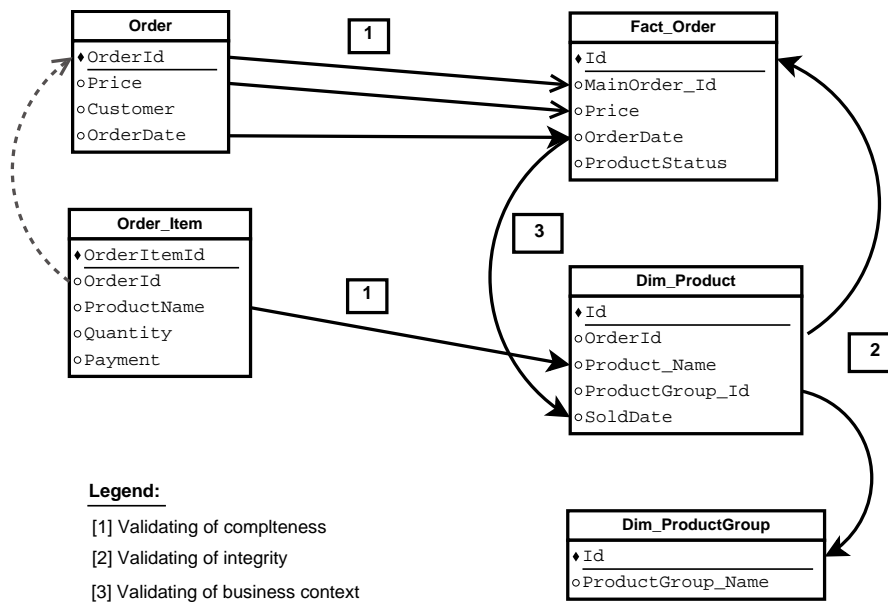 Order
OrderId
Price
Customer
OrderDate
1
Fact_Order
Id
MainOrder_Id
Price
OrderDate
ProductStatus
Order_Item
OrderItemId
OrderId
ProductName
Quantity
Payment
1
3
Dim_Product
Id
OrderId
Product_Name
ProductGroup_Id
SoldDate
2
Legend:
[1] Validating of complteness
[2] Validating of integrity
[3] Validating of business context
Dim_ProductGroup
Id
ProductGroup_Name